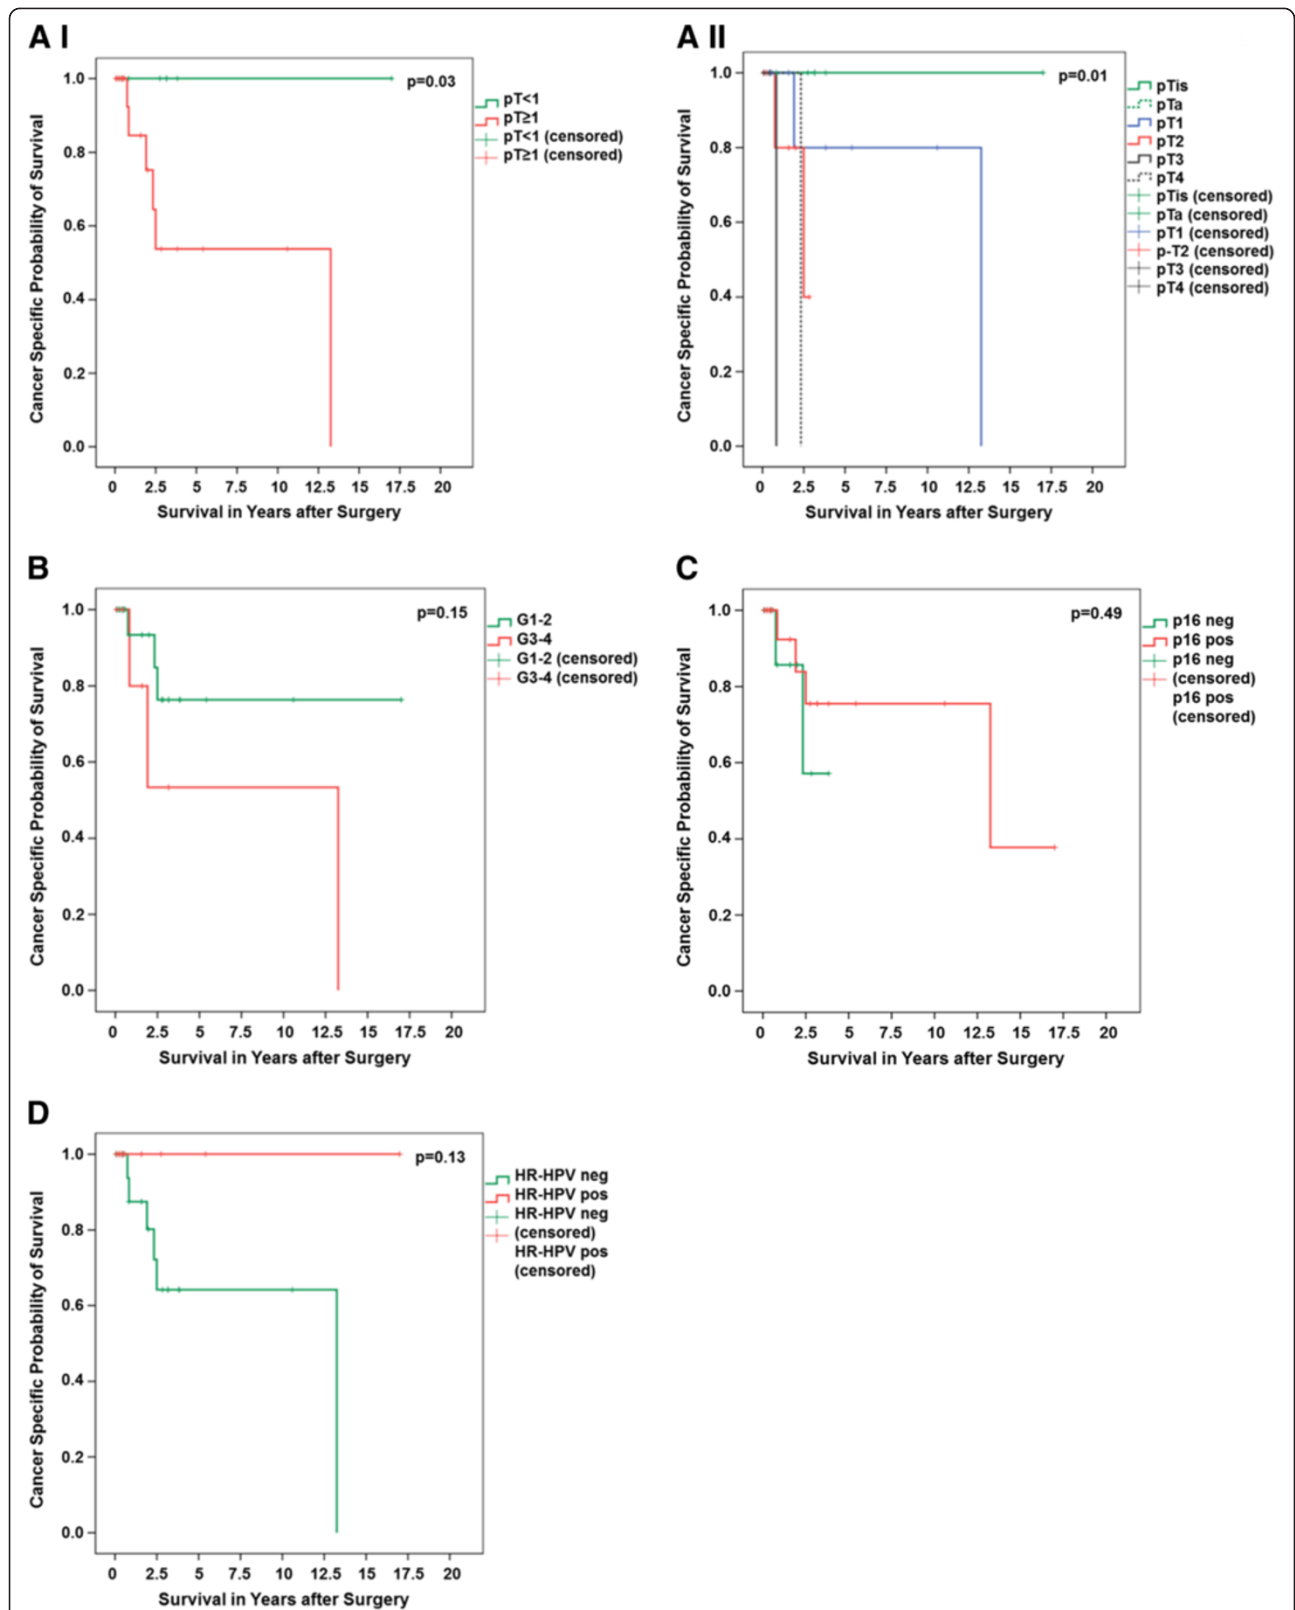 A I
Cancer Specific Probability of Survival
1.0
0.8
0.6
0.4
0.2
0.0
p=0.03
pT<1
pT≥1
pT<1 (censored)
pT≥1 (censored)
0 2.5 5 7.5 10 12.5 15 17.5 20
Survival in Years after Surgery
A II
Cancer Specific Probability of Survival
1.0
0.8
0.6
0.4
0.2
0.0
p=0.01
pTis
pTa
pT1
pT2
pT3
pT4
pTis (censored)
pTa (censored)
pT1 (censored)
p-T2 (censored)
pT3 (censored)
pT4 (censored)
0 2.5 5 7.5 10 12.5 15 17.5 20
Survival in Years after Surgery
B
Cancer Specific Probability of Survival
1.0
0.8
0.6
0.4
0.2
0.0
p=0.15
G1-2
G3-4
G1-2 (censored)
G3-4 (censored)
0 2.5 5 7.5 10 12.5 15 17.5 20
Survival in Years after Surgery
C
Cancer Specific Probability of Survival
1.0
0.8
0.6
0.4
0.2
0.0
p=0.49
p16 neg
p16 pos
p16 neg
(censored)
p16 pos
(censored)
0 2.5 5 7.5 10 12.5 15 17.5 20
Survival in Years after Surgery
D
Cancer Specific Probability of Survival
1.0
0.8
0.6
0.4
0.2
0.0
p=0.13
HR-HPV neg
HR-HPV pos
HR-HPV neg
(censored)
HR-HPV pos
(censored)
0 2.5 5 7.5 10 12.5 15 17.5 20
Survival in Years after Surgery